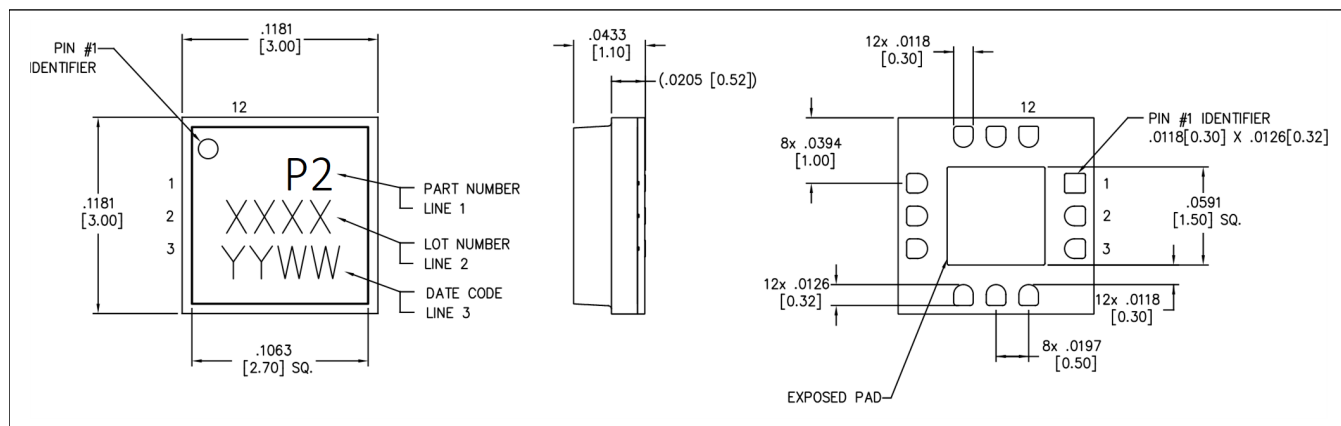 .1181
[3.00]
PIN #1
IDENTIFIER
12
1
2
3
.1181
[3.00]
P2
XXXX
YYWW
PART NUMBER
LINE 1
LOT NUMBER
LINE 2
DATE CODE
LINE 3
.1063
[2.70] SQ.
.0433
[1.10]
(.0205 [0.52])
12x .0118
[0.30]
12
PIN #1 IDENTIFIER
.0118[0.30] X .0126[0.32]
8x .0394
[1.00]
1
2
3
.0591
[1.50] SQ.
12x .0126
[0.32]
12x .0118
[0.30]
8x .0197
[0.50]
EXPOSED PAD